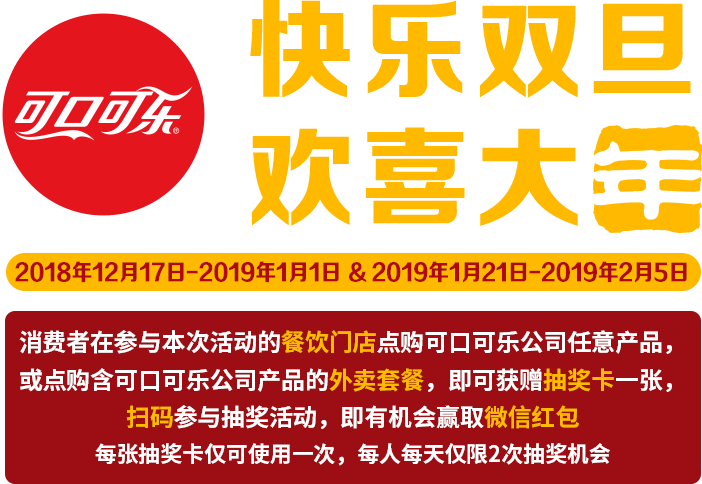 快乐双旦
可口可乐®
欢喜大年
2018年12月17日-2019年1月1日 & 2019年1月21日-2019年2月5日
消费者在参与本次活动的餐饮门店点购可口可乐公司任意产品，
或点购含可口可乐公司产品的外卖套餐，即可获赠抽奖卡一张，
扫码参与抽奖活动，即有机会赢取微信红包
每张抽奖卡仅可使用一次，每人每天仅限2次抽奖机会